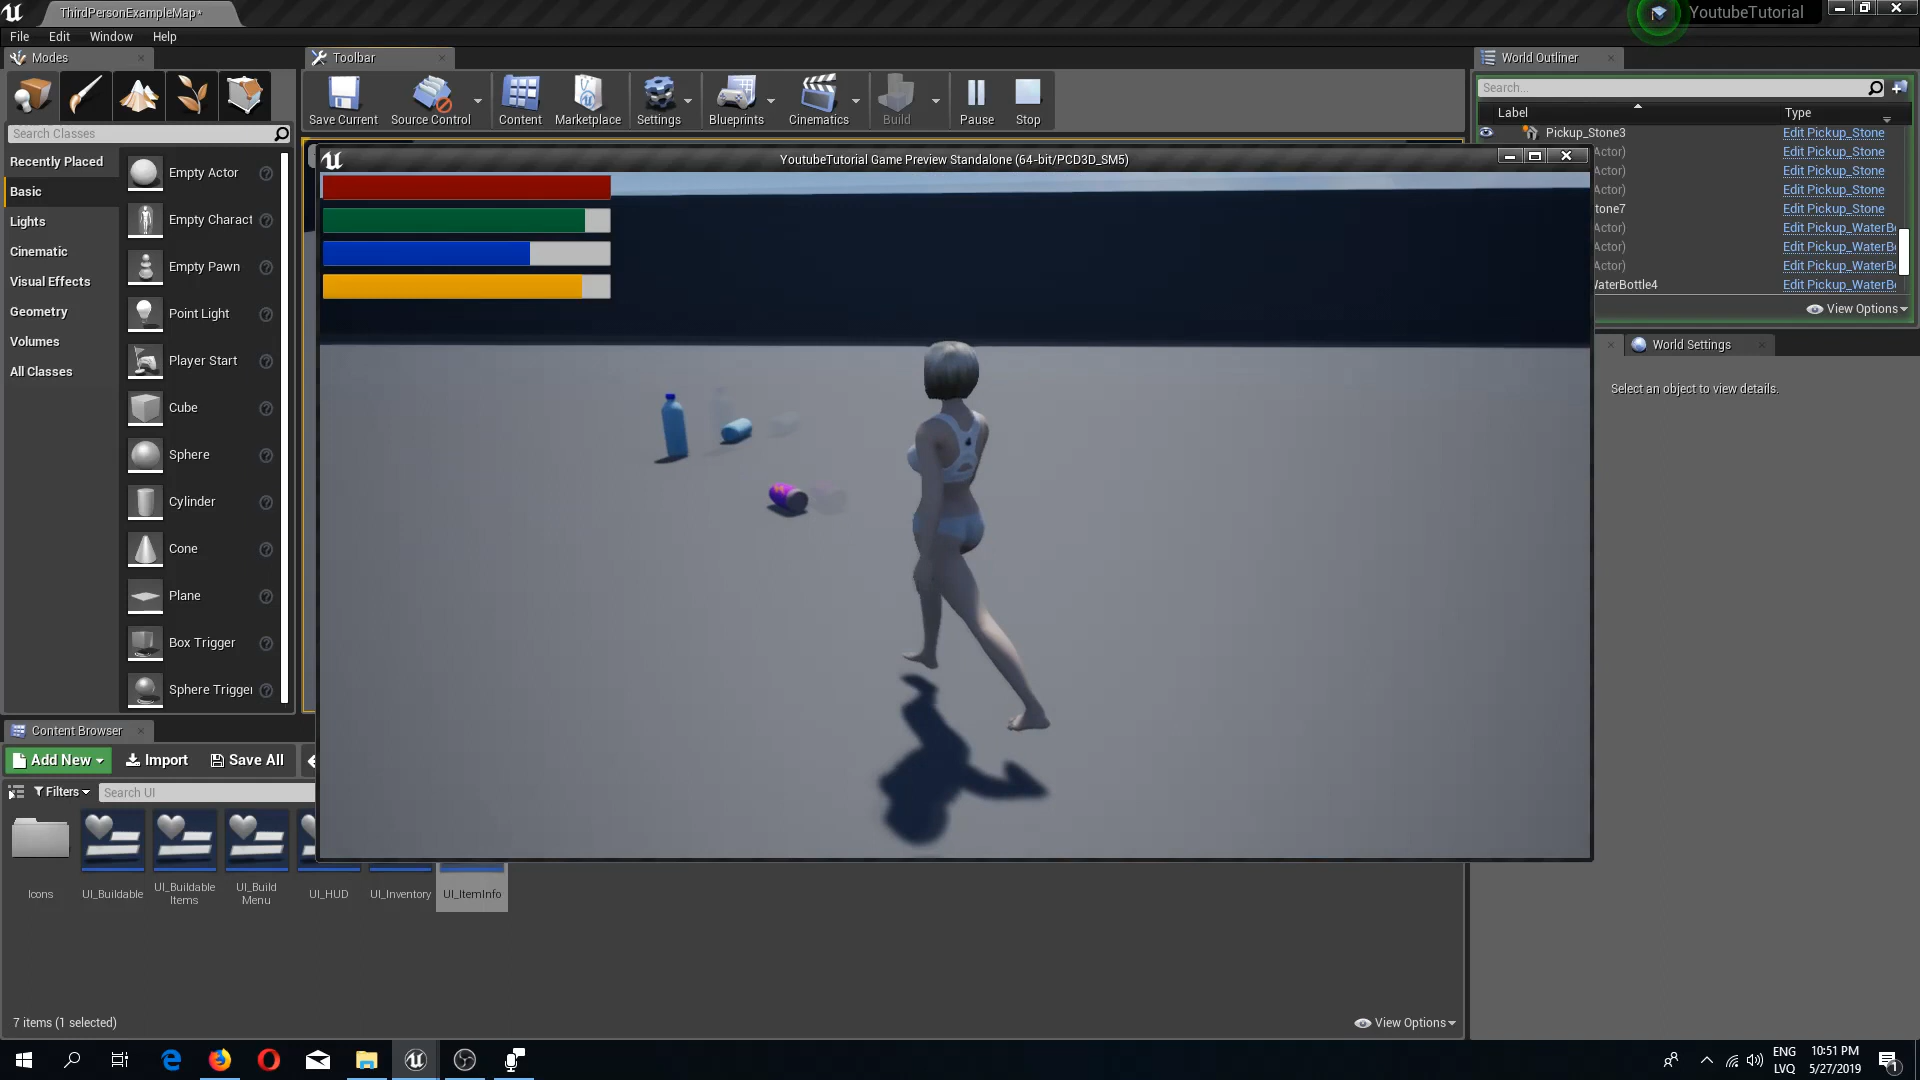 ThirdPersonExampleMap*
YoutubeTutorial
File Edit Window Help
Modes
Toolbar
World Outliner
Save Current
Source Control
Content
Marketplace
Settings
Blueprints
Cinematics
Build
Pause
Stop
Search Classes
Recently Placed
Basic
Lights
Cinematic
Visual Effects
Geometry
Volumes
All Classes
Empty Actor
Empty Charact
Empty Pawn
Point Light
Player Start
Cube
Sphere
Cylinder
Cone
Plane
Box Trigger
Sphere Trigger
YoutubeTutorial Game Preview Standalone (64-bit/PCD3D_SM5)
Search...
Label Type
Pickup_Stone3 Edit Pickup_Stone
Actor) Edit Pickup_Stone
Actor) Edit Pickup_Stone
Actor) Edit Pickup_Stone
tone7 Edit Pickup_Stone
Actor) Edit Pickup_WaterB
Actor) Edit Pickup_WaterB
Actor) Edit Pickup_WaterB
WaterBottle4 Edit Pickup_WaterB
View Options
World Settings
Select an object to view details.
Content Browser
Add New Import Save All
Filters Search UI
Icons
UI_Buildable
UI_Buildable
Items
UI_Build
Menu
UI_HUD
UI_Inventory
UI_ItemInfo
7 items (1 selected)
View Options
ENG
LVQ
10:51 PM
5/27/2019
1